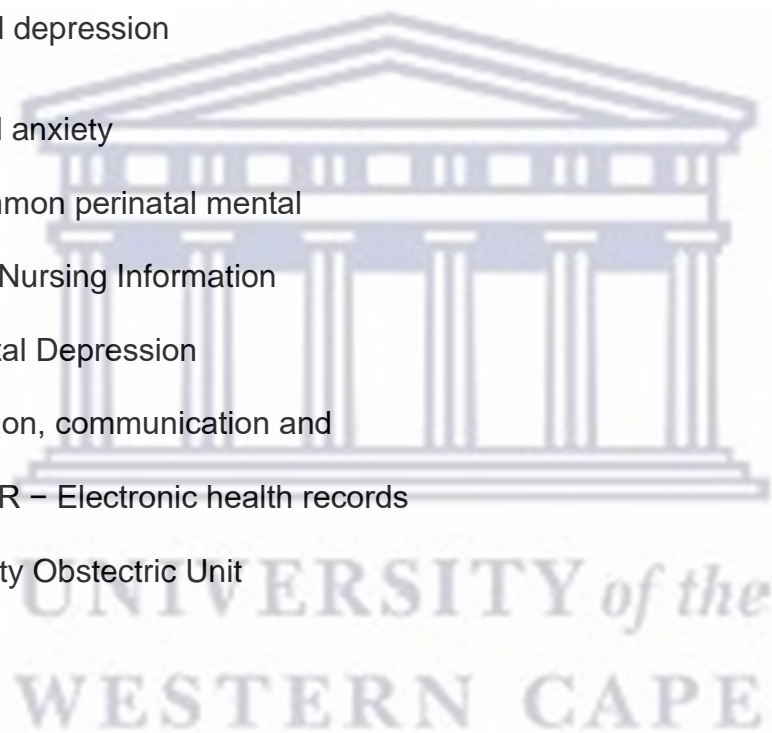 l depression
l anxiety
mon perinatal mental
Nursing Information
tal Depression
on, communication and
R – Electronic health records
ty Obstectric Unit
UNIVERSITY of the
WESTERN CAPE